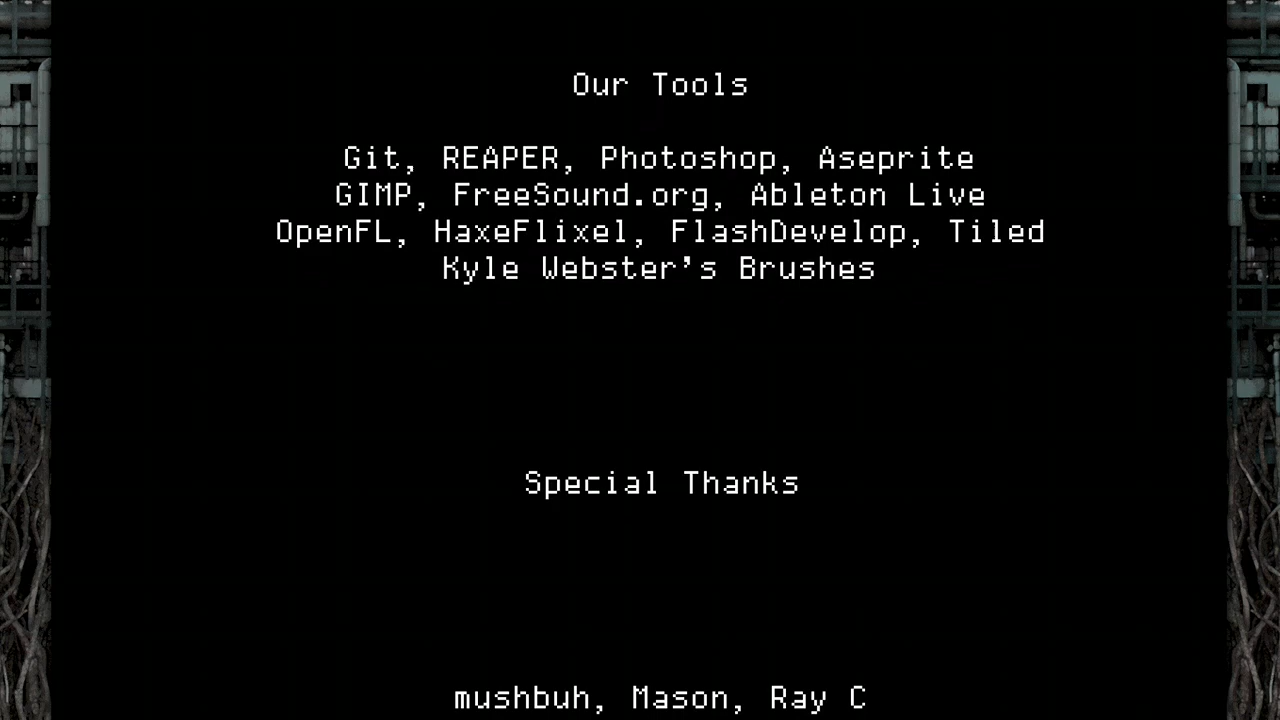 Our Tools
Git, REAPER, Photoshop, Aseprite
GIMP, FreeSound.org, Ableton Live
OpenFL, HaxeFlixel, FlashDevelop, Tiled
Kyle Webster's Brushes
Special Thanks
mushbuh, Mason, Ray C